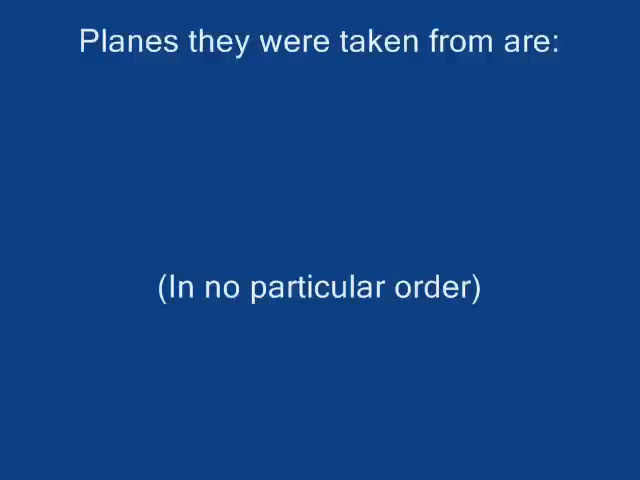 Planes they were taken from are:
(In no particular order)